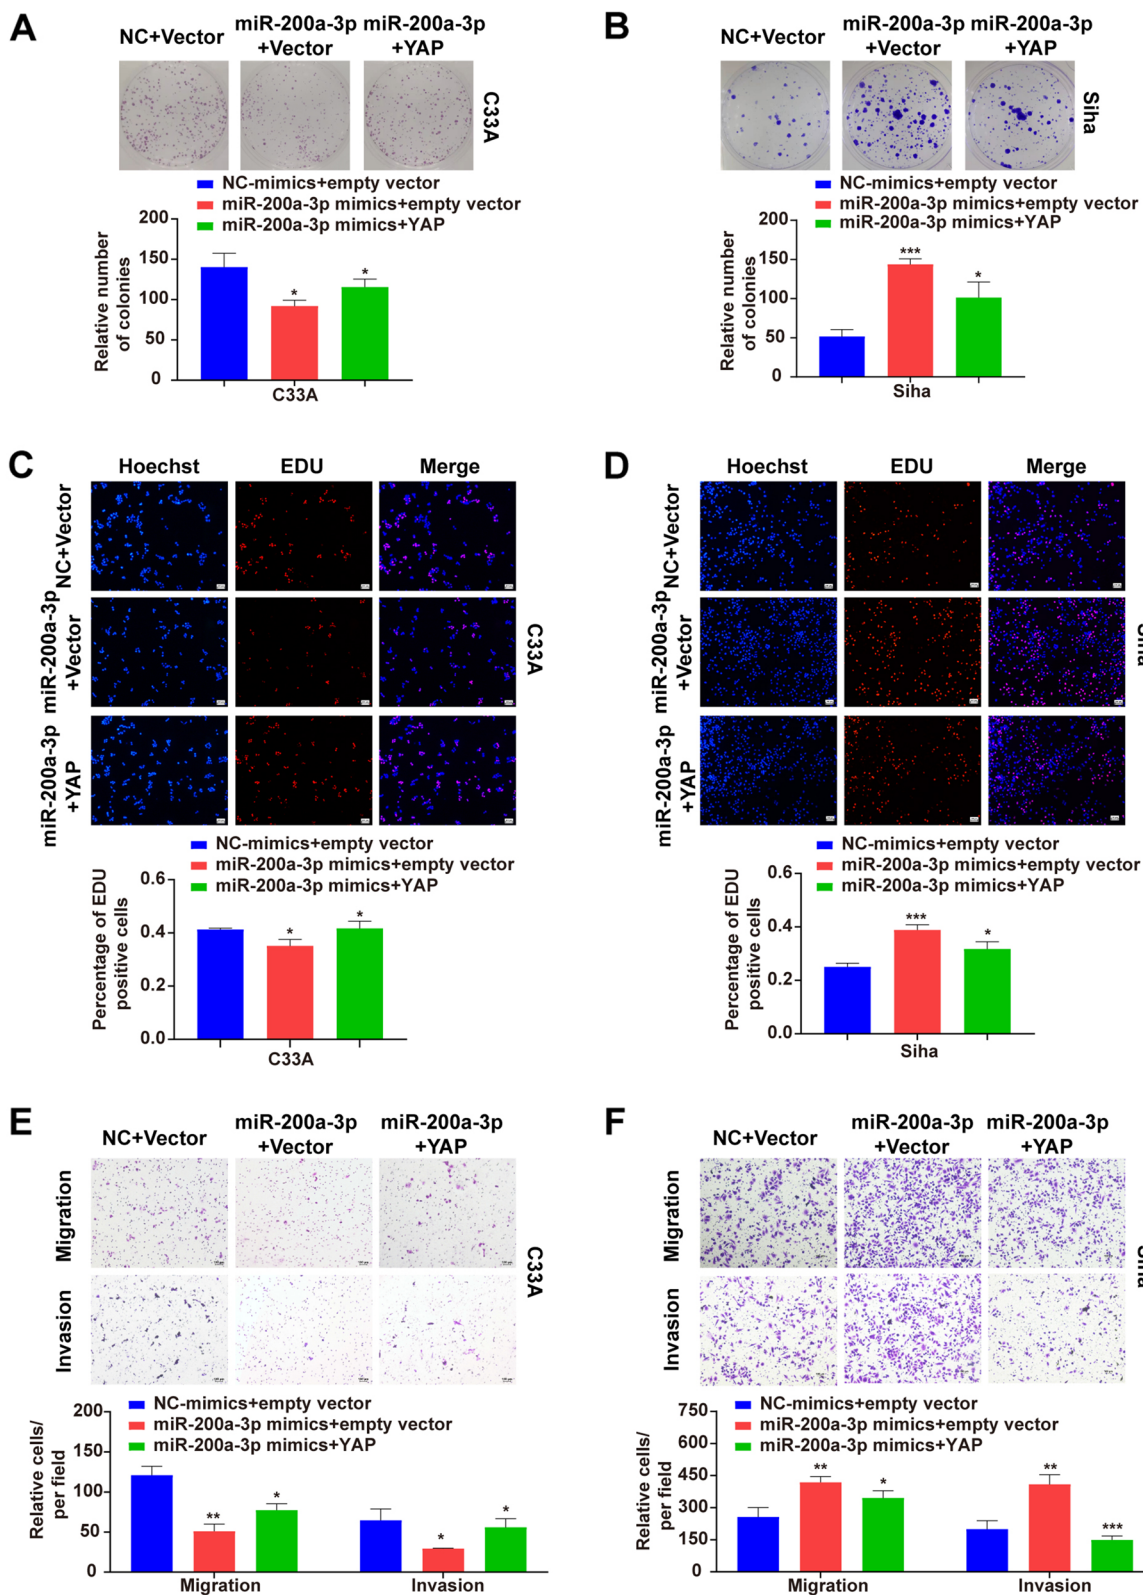 A
NC+Vector
miR-200a-3p
+Vector
miR-200a-3p
+YAP
C33A
NC-mimics+empty vector
miR-200a-3p mimics+empty vector
miR-200a-3p mimics+YAP
Relative number
of colonies
200
150
100
50
0
*
*
C33A
B
NC+Vector
miR-200a-3p
+Vector
miR-200a-3p
+YAP
Siha
NC-mimics+empty vector
miR-200a-3p mimics+empty vector
miR-200a-3p mimics+YAP
Relative number
of colonies
200
150
100
50
0
***
*
Siha
C
Hoechst
EDU
Merge
NC+Vector
miR-200a-3p
+Vector
miR-200a-3p
+YAP
C33A
NC-mimics+empty vector
miR-200a-3p mimics+empty vector
miR-200a-3p mimics+YAP
Percentage of EDU
positive cells
0.6
0.4
0.2
0.0
*
*
C33A
D
Hoechst
EDU
Merge
NC+Vector
miR-200a-3p
+Vector
miR-200a-3p
+YAP
NC-mimics+empty vector
miR-200a-3p mimics+empty vector
miR-200a-3p mimics+YAP
Percentage of EDU
positive cells
0.6
0.4
0.2
0.0
***
*
Siha
E
NC+Vector
miR-200a-3p
+Vector
miR-200a-3p
+YAP
Migration
Invasion
C33A
NC-mimics+empty vector
miR-200a-3p mimics+empty vector
miR-200a-3p mimics+YAP
Relative cells/
per field
200
150
100
50
0
**
*
*
*
Migration
Invasion
F
NC+Vector
miR-200a-3p
+Vector
miR-200a-3p
+YAP
Migration
Invasion
NC-mimics+empty vector
miR-200a-3p mimics+empty vector
miR-200a-3p mimics+YAP
Relative cells/
per field
750
600
450
300
150
0
**
*
**
***
Migration
Invasion